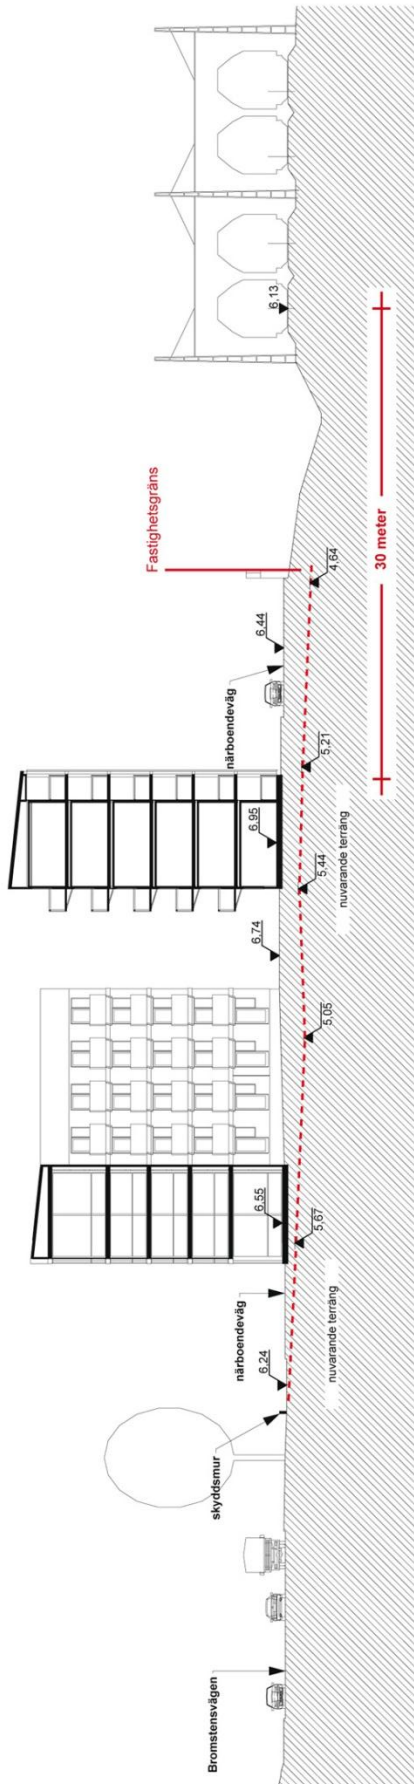 Bromstensvägen
skyddsmur
6,24
närboendeväg
nuvarande terräng
5,67
6,55
5,05
6,74
nuvarande terräng
5,44
6,95
5,21
närboendeväg
6,44
4,64
Fastighetsgräns
30 meter
6,13